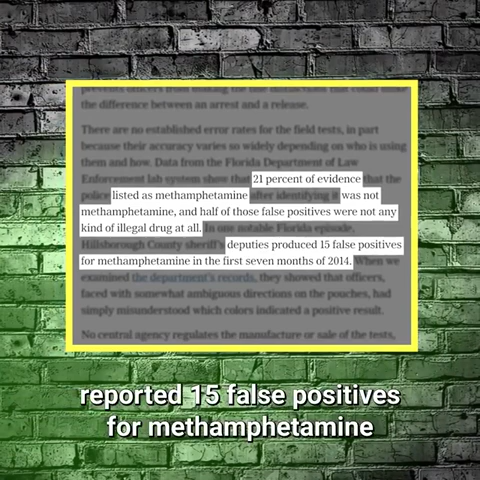 the difference between an arrest and a release.
There are no established error rates for the field tests, in part
because their accuracy varies so widely depending on who is using
them and how. Data from the Florida Department of Law
Enforcement lab system show that 21 percent of evidence that the
police listed as methamphetamine after identifying it was not
methamphetamine, and half of those false positives were not any
kind of illegal drug at all. In one notable Florida episode,
Hillsborough County sheriff's deputies produced 15 false positives
for methamphetamine in the first seven months of 2014. When we
examined the department's records, they showed that officers,
faced with somewhat ambiguous directions on the pouches, had
simply misunderstood which colors indicated a positive result.
No central agency regulates the manufacture or sale of the tests,
reported 15 false positives
for methamphetamine